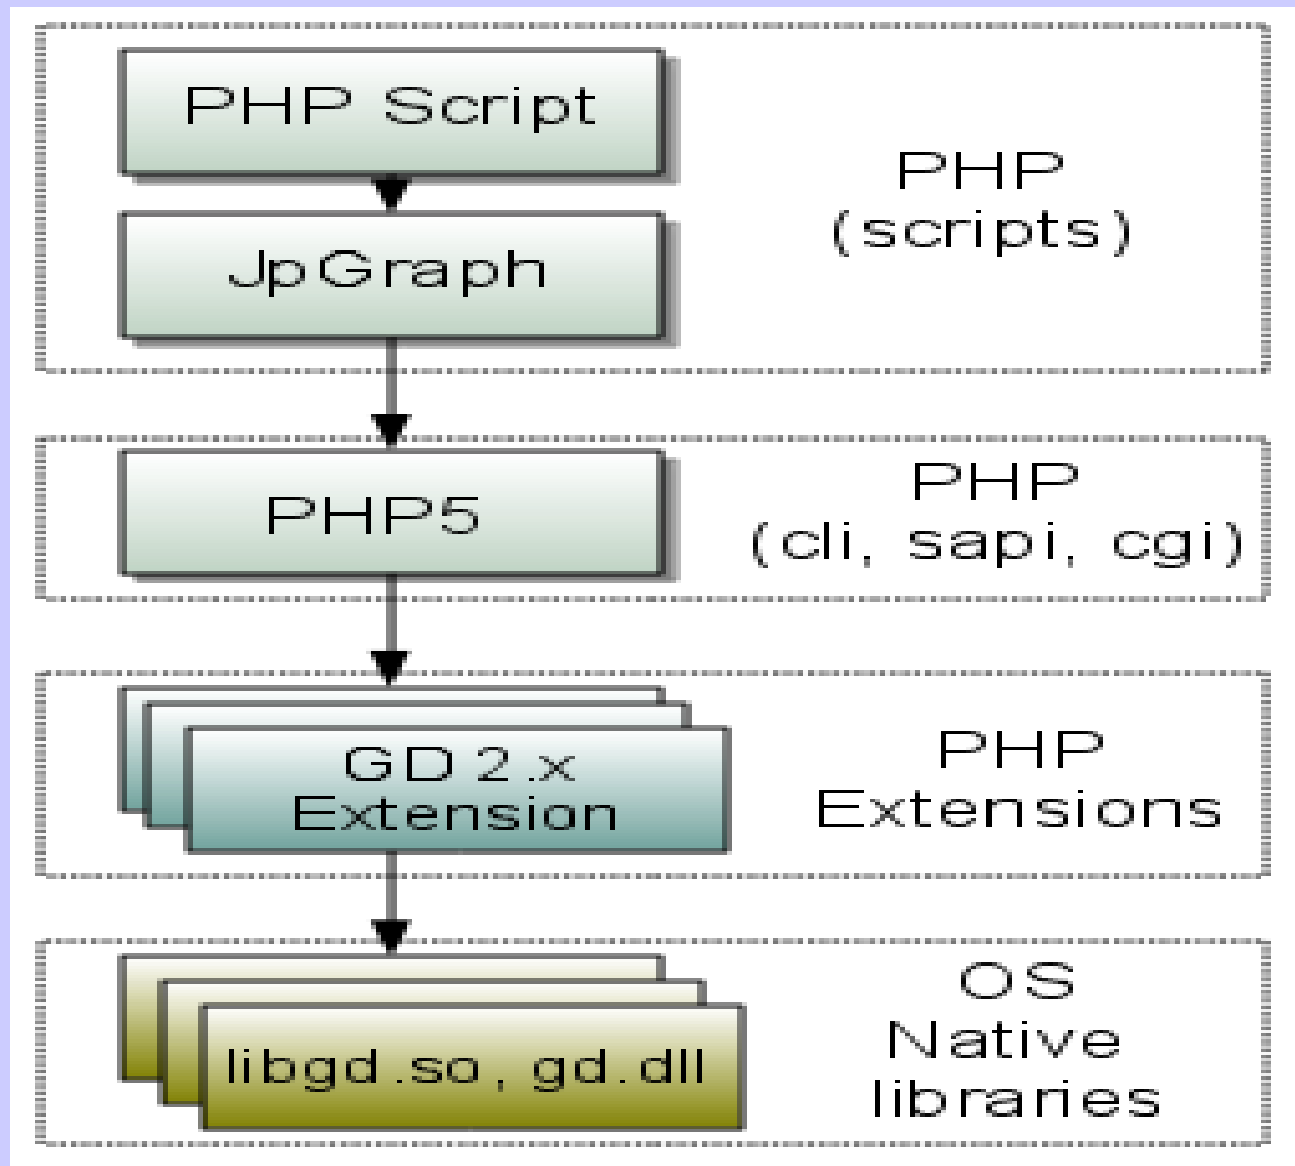 PHP Script
JpGraph
PHP
(scripts)
PHP5
PHP
(cli, sapi, cgi)
GD 2.x
Extension
PHP
Extensions
libgd.so, gd.dll
OS
Native
libraries